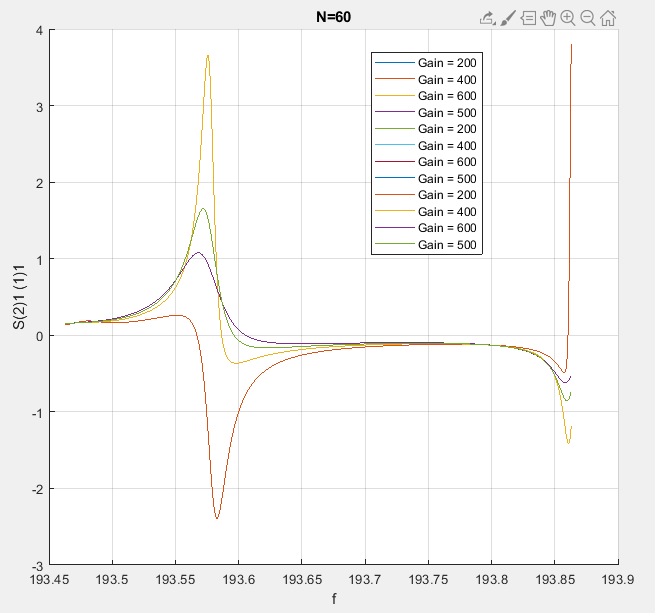 N=60
4
3
2
1
0
-1
-2
-3
S(2)1 (1)1
Gain = 200
Gain = 400
Gain = 600
Gain = 500
Gain = 200
Gain = 400
Gain = 600
Gain = 500
Gain = 200
Gain = 400
Gain = 600
Gain = 500
193.45 193.5 193.55 193.6 193.65 193.7 193.75 193.8 193.85 193.9
f